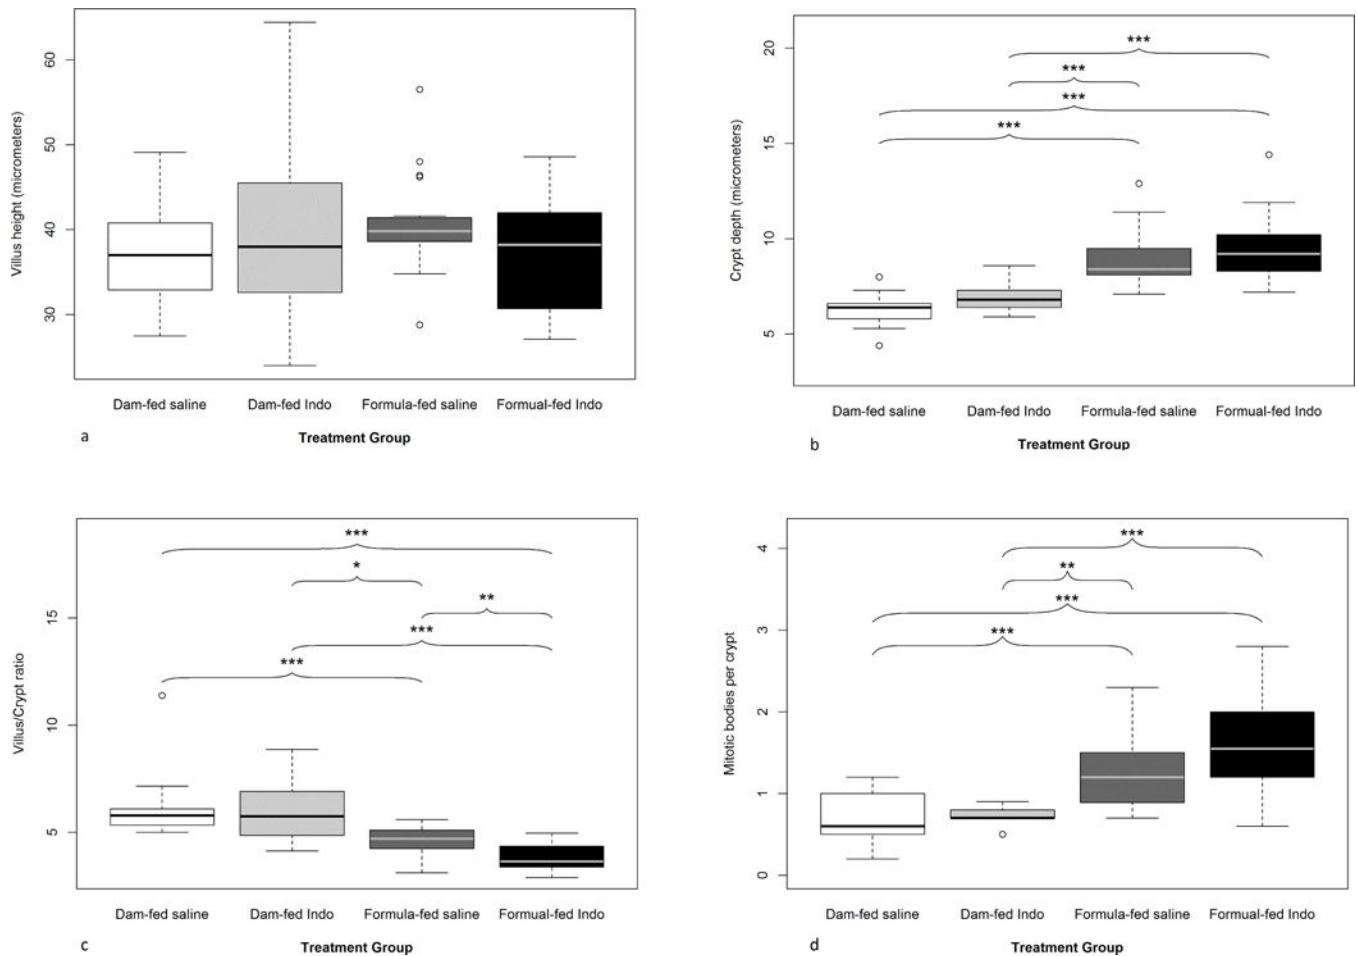 60
50
40
30
Villus height (micrometers)
Dam-fed saline Dam-fed Indo Formula-fed saline Formual-fed Indo
a
Treatment Group
20
15
10
5
Crypt depth (micrometers)
***
***
***
***
Dam-fed saline Dam-fed Indo Formula-fed saline Formual-fed Indo
b
Treatment Group
15
10
5
Villus/Crypt ratio
***
*
**
***
***
Dam-fed saline Dam-fed Indo Formula-fed saline Formual-fed Indo
c
Treatment Group
4
3
2
1
0
Mitotic bodies per crypt
***
**
***
***
Dam-fed saline Dam-fed Indo Formula-fed saline Formual-fed Indo
d
Treatment Group